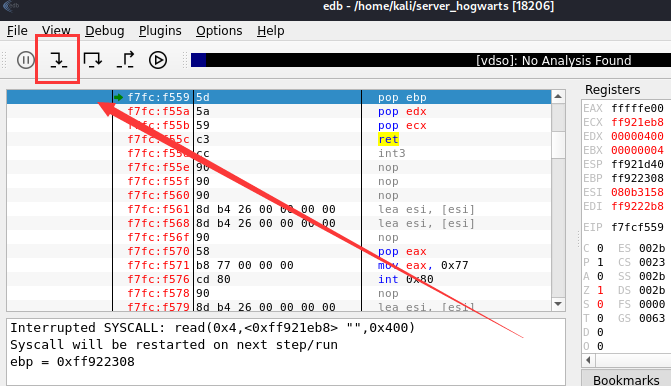 edb
edb - /home/kali/server_hogwarts [18206]
File View Debug Plugins Options Help
[vdso]: No Analysis Found
f7fc:f559 5d pop ebp
f7fc:f55a 5a pop edx
f7fc:f55b 59 pop ecx
f7fc:f55c c3 ret
cc int3
f7fc:f55e 90 nop
f7fc:f55f 90 nop
f7fc:f560 90 nop
f7fc:f561 8d b4 26 00 00 00 00 lea esi, [esi]
f7fc:f568 8d b4 26 00 00 00 00 lea esi, [esi]
f7fc:f56f 90 nop
f7fc:f570 58 pop eax
f7fc:f571 b8 77 00 00 00 mov eax, 0x77
f7fc:f576 cd 80 int 0x80
f7fc:f578 90 nop
f7fc:f579 8d b4 26 00 00 00 00 lea esi, [esi]
Registers
EAX fffffe00
ECX ff921eb8
EDX 00000400
EBX 00000004
ESP ff921d40
EBP ff922308
ESI 080b3158
EDI ff9222b8
EIP f7fcf559
C 0 ES 002b
P 1 CS 0023
A 0 SS 002b
Z 1 DS 002b
S 0 FS 0000
T 0 GS 0063
D 0
O 0
Interrupted SYSCALL: read(0x4,<0xff921eb8> "",0x400)
Syscall will be restarted on next step/run
ebp = 0xff922308
Bookmarks